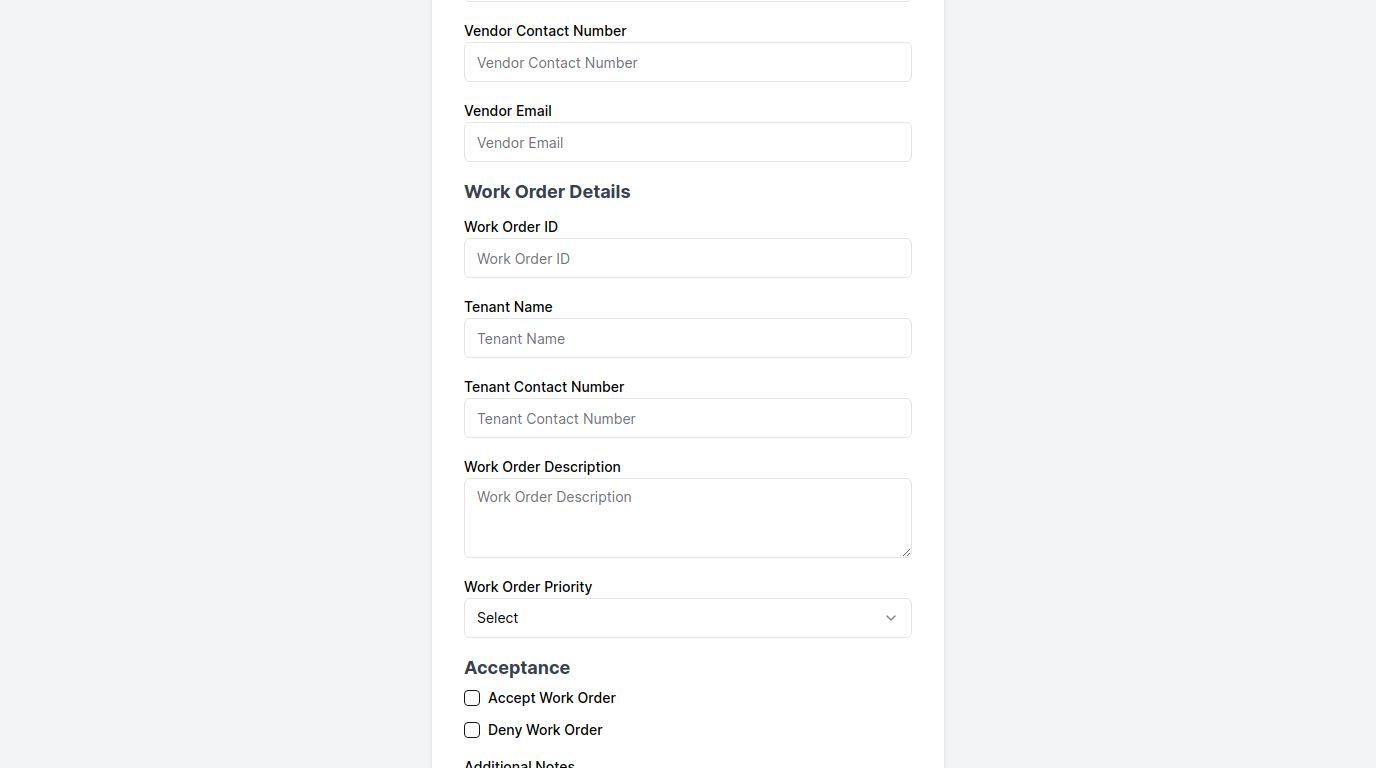 Vendor Contact Number
Vendor Contact Number
Vendor Email
Vendor Email
Work Order Details
Work Order ID
Work Order ID
Tenant Name
Tenant Name
Tenant Contact Number
Tenant Contact Number
Work Order Description
Work Order Description
Work Order Priority
Select
Acceptance
Accept Work Order
Deny Work Order
Additional Notes